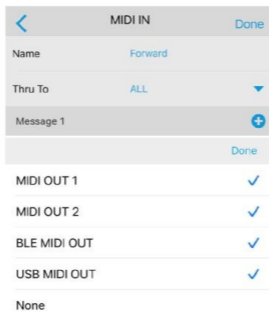 MIDI IN Done
Name Forward
Thru To ALL
Message 1
Done
MIDI OUT 1
MIDI OUT 2
BLE MIDI OUT
USB MIDI OUT
None